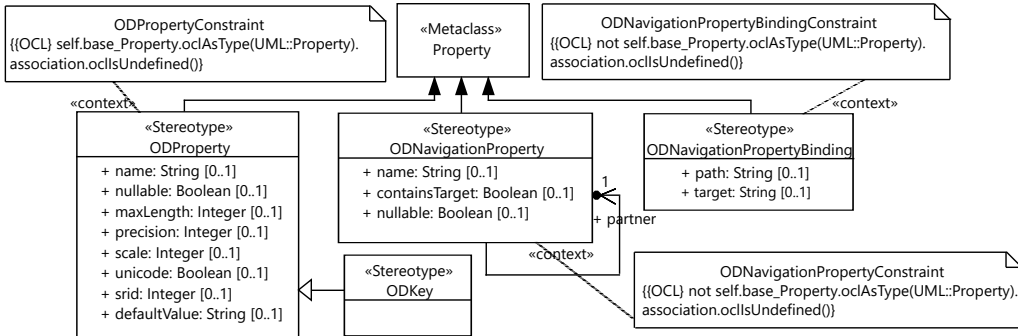 ODPropertyConstraint
{{OCL} self.base_Property.oclAsType(UML::Property).
association.oclIsUndefined()}
«Metaclass»
Property
ODNavigationPropertyBindingConstraint
{{OCL} not self.base_Property.oclAsType(UML::Property).
association.oclIsUndefined()}
«context»
«context»
«Stereotype»
ODProperty
+ name: String [0..1]
+ nullable: Boolean [0..1]
+ maxLength: Integer [0..1]
+ precision: Integer [0..1]
+ scale: Integer [0..1]
+ unicode: Boolean [0..1]
+ srid: Integer [0..1]
+ defaultValue: String [0..1]
«Stereotype»
ODNavigationProperty
+ name: String [0..1]
+ containsTarget: Boolean [0..1]
+ nullable: Boolean [0..1]
1
+ partner
«Stereotype»
ODNavigationPropertyBinding
+ path: String [0..1]
+ target: String [0..1]
«context»
«Stereotype»
ODKey
ODNavigationPropertyConstraint
{{OCL} not self.base_Property.oclAsType(UML::Property).
association.oclIsUndefined()}